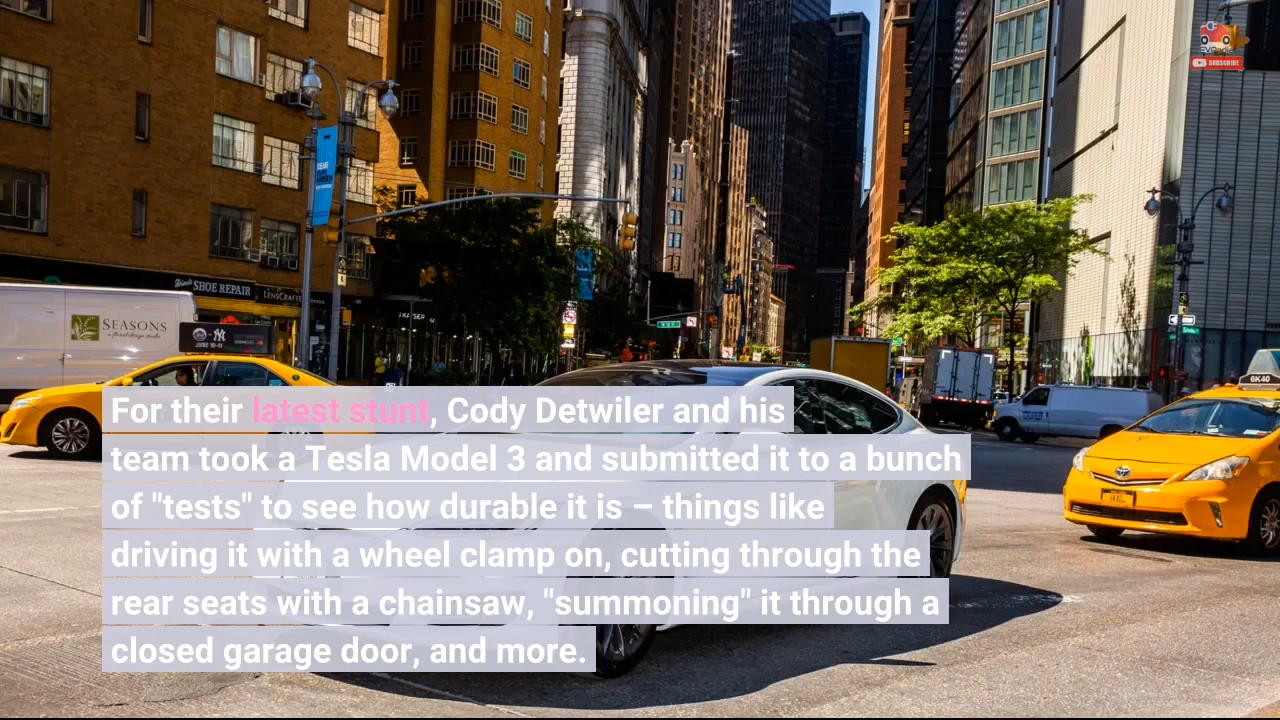 SUBSCRIBE
SHOE REPAIR
LENSCRAFTERS
SEASONS
6K40
For their latest stunt, Cody Detwiler and his
team took a Tesla Model 3 and submitted it to a bunch
of "tests" to see how durable it is – things like
driving it with a wheel clamp on, cutting through the
rear seats with a chainsaw, "summoning" it through a
closed garage door, and more.